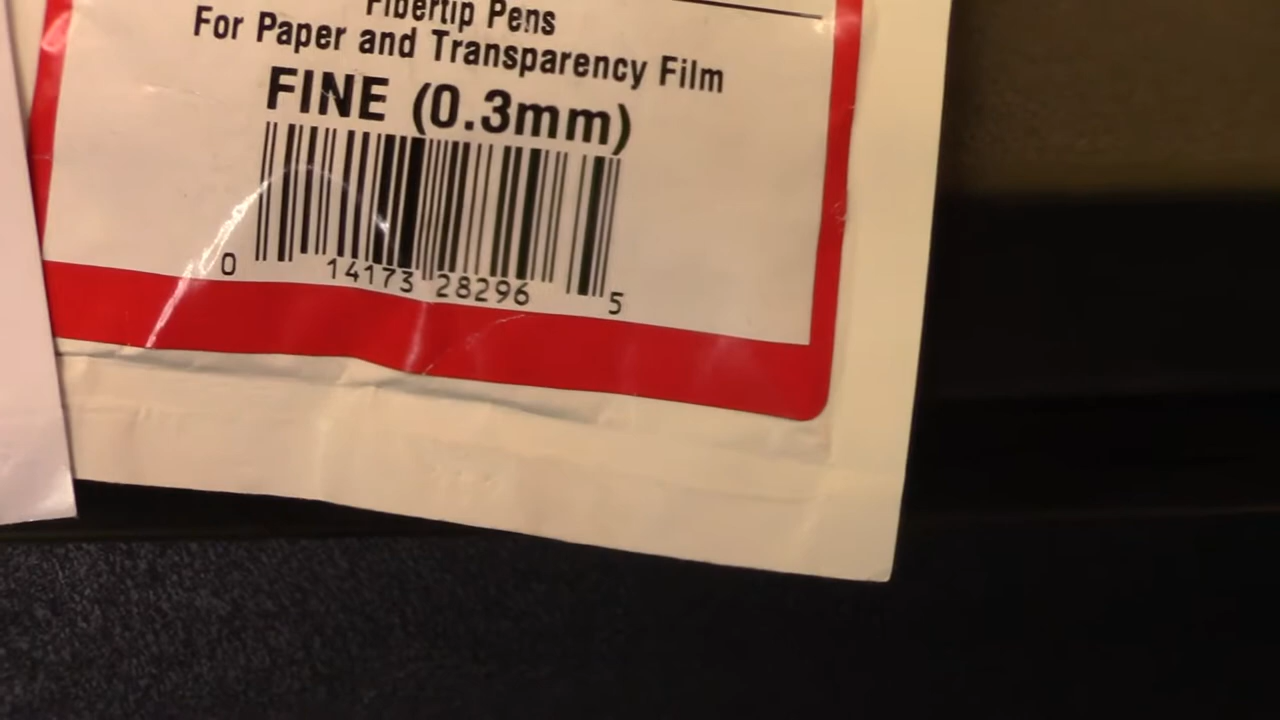 Fibertip Pens
For Paper and Transparency Film
FINE (0.3mm)
0 14173 28296 5